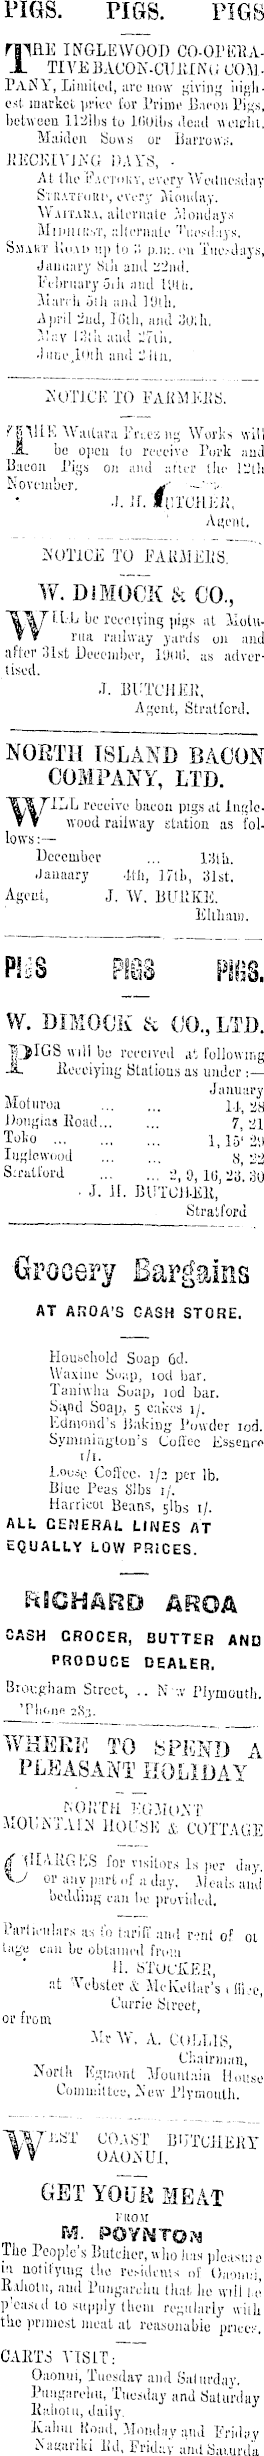 PIGS. PIGS. PIGS
THE INGLEWOOD CO-OPERA-
TIVE BACON-CURING COM-
PANY, Limited, are now giving high-
est market price for Prime Bacon Pigs,
between 112lbs to 160lbs dead weight.
Maiden Sows or Barrows.
RECEIVING DAYS, -
At the FACTORY, every Wednesday
STRATFORD, every Monday.
WAITARA, alternate Mondays
MIDHIRST, alternate Tuesdays.
SMART ROAD up to 3 p.m. on Tuesdays,
January 8th and 22nd.
February 5th and 19th.
March 5th and 19th.
April 2nd, 16th, and 30th.
May 13th and 27th.
June 10th and 24th.
NOTICE TO FARMERS.
THE Waitara Freezing Works will
be open to receive Pork and
Bacon Pigs on and after the 12th
November.
J. H. BUTCHER,
Agent.
NOTICE TO FARMERS.
W. DIMOCK & CO.,
WILL be receiving pigs at Motu-
rua railway yards on and
after 31st December, 1906, as adver-
tised.
J. BUTCHER,
Agent, Stratford.
NORTH ISLAND BACON
COMPANY, LTD.
WILL receive bacon pigs at Ingle-
wood railway station as fol-
lows:—
December ... 13th.
January 4th, 17th, 31st.
Agent, J. W. BURKE.
Eltham.
PIGS PIGS PIGS.
W. DIMOCK & CO., LTD.
PIGS will be received at following
Receiving Stations as under:—
January
Moturoa ... ... 14, 28
Douglas Road... ... 7, 21
Toko ... ... ... 1, 15' 29
Inglewood ... ... 8, 22
Stratford ... ... 2, 9, 16, 23. 30
J. H. BUTCHER,
Stratford
Grocery Bargains
AT AROA'S CASH STORE.
Household Soap 6d.
Waxine Soap, 10d bar.
Taniwha Soap, 10d bar.
Sand Soap, 5 cakes 1/.
Edmond's Baking Powder 10d.
Symmington's Coffee Essence
1/1.
Loose Coffee. 1/2 per lb.
Blue Peas 8lbs 1/.
Harricot Beans, 5lbs 1/.
ALL GENERAL LINES AT
EQUALLY LOW PRICES.
RICHARD AROA
CASH GROCER, BUTTER AND
PRODUCE DEALER,
Brougham Street, .. New Plymouth.
'Phone 283.
WHERE TO SPEND A
PLEASANT HOLIDAY
NORTH EGMONT
MOUNTAIN HOUSE & COTTAGE
CHARGES for visitors 1s per day.
or any part of a day. Meals and
bedding can be provided.
Particulars as to tariff and rent of ot
tage can be obtained from
H. STOCKER,
at Webster & McKellar's office,
Currie Street,
or from
Mr W. A. COLLIS,
Chairman,
North Egmont Mountain House
Committee, New Plymouth.
WEST COAST BUTCHERY
OAONUI.
GET YOUR MEAT
FROM
M. POYNTON
The People's Butcher, who has pleasure
in notifying the residents of Oaonui,
Rahotu, and Pungarehu that he will be
pleased to supply them regularly with
the primest meat at reasonable prices.
CARTS VISIT:
Oaonui, Tuesday and Saturday.
Pungarehu, Tuesday and Saturday
Rahotu, daily.
Kahui Road, Monday and Friday
Nagariki Rd, Friday and Saturda